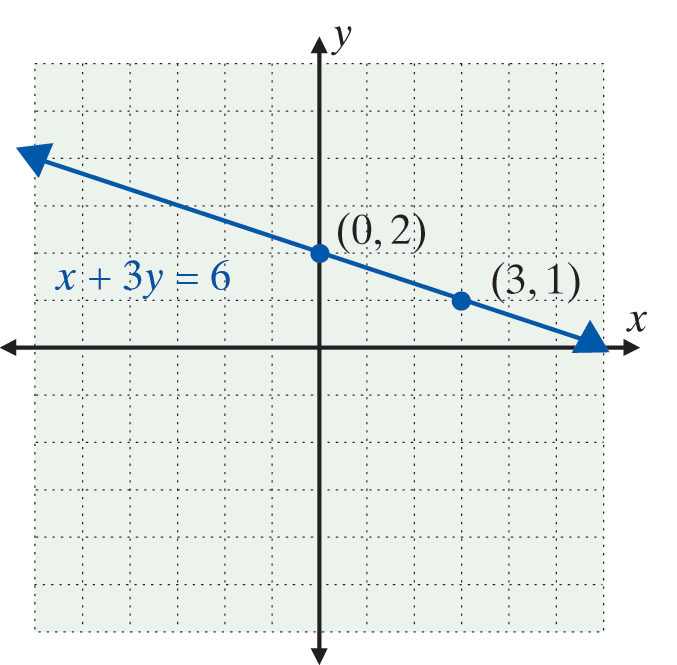 y
(0, 2)
x + 3y = 6
(3, 1)
x